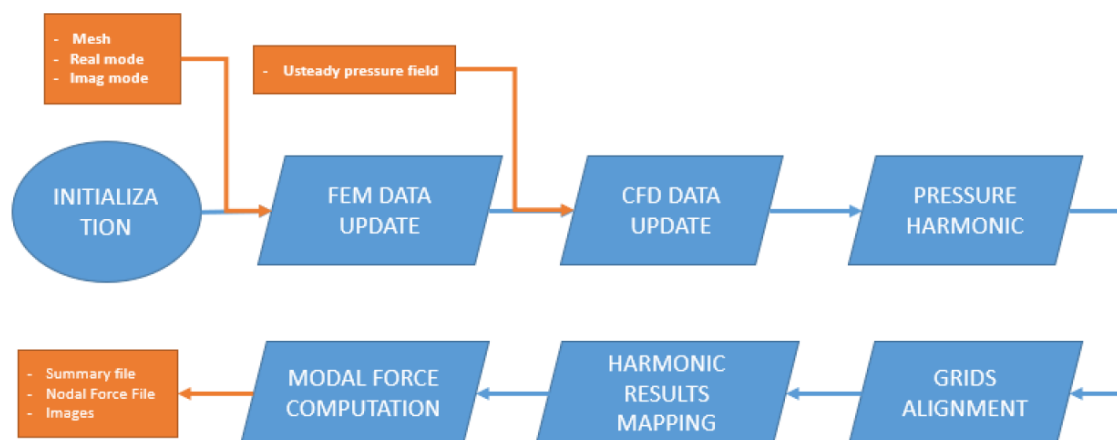 - Mesh
- Real mode
- Imag mode
- Usteady pressure field
INITIALIZA
TION
FEM DATA
UPDATE
CFD DATA
UPDATE
PRESSURE
HARMONIC
- Summary file
- Nodal Force File
- Images
MODAL FORCE
COMPUTATION
HARMONIC
RESULTS
MAPPING
GRIDS
ALIGNMENT